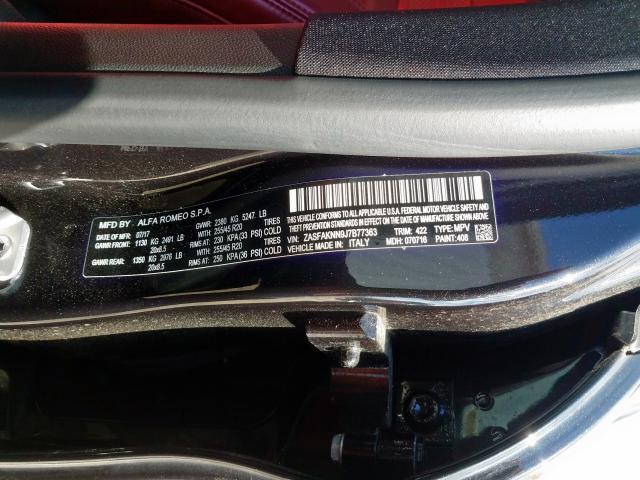 MFD BY: ALFA ROMEO S.P.A.
DATE OF MFR: 07/17 GVWR: 2380 KG 5247 LB
GAWR FRONT: 1130 KG 2491 LB WITH: 255/45 R20 TIRES
20x8.5 RIMS AT: 230 KPA(33 PSI) COLD
GAWR REAR: 1350 KG 2976 LB WITH: 255/45 R20 TIRES
20x8.5 RIMS AT: 250 KPA(36 PSI) COLD
THIS VEHICLE CONFORMS TO ALL APPLICABLE U.S.A. FEDERAL MOTOR VEHICLE SAFETY,
BUMPER, AND THEFT PREVENTION STANDARDS IN EFFECT ON THE DATE OF MANUFACTURE SHOWN ABOVE.
VIN: ZASFAKNN9J7B77363 TYPE: MPV
MADE IN: ITALY MDH: 070716 TRIM: 422 PAINT: 408